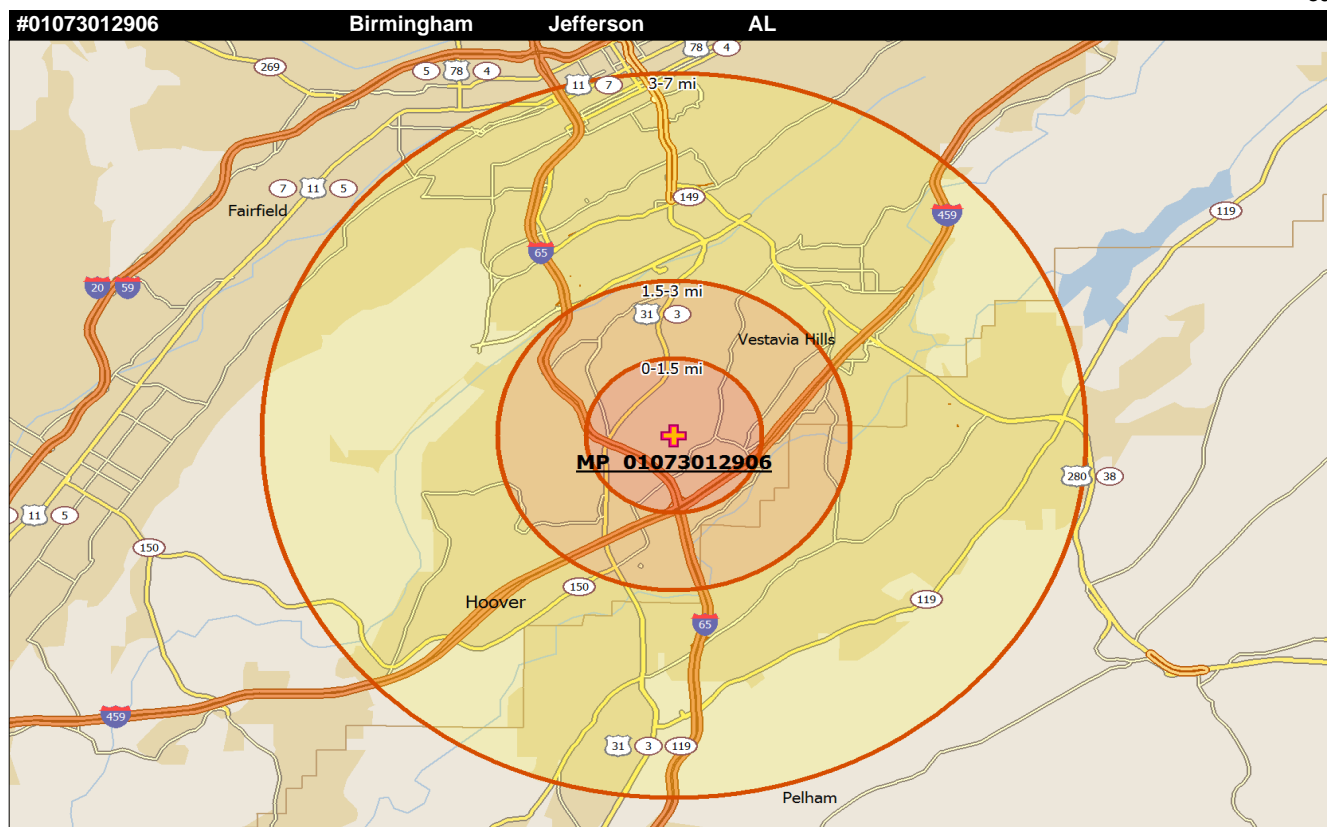 #01073012906 Birmingham Jefferson AL
78 4
269
5 78 4
11 7
3-7 mi
7 11 5
149
Fairfield
119
459
65
20 59
1.5-3 mi
31 3
Vestavia Hills
0-1.5 mi
MP 01073012906
280 38
11 5
150
150
119
Hoover
65
459
31 3 119
Pelham